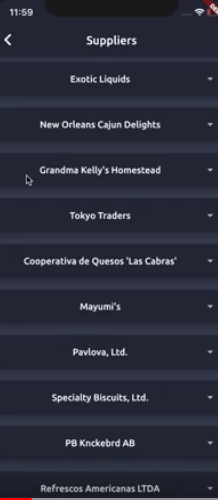 11:59
Suppliers
Exotic Liquids
New Orleans Cajun Delights
Grandma Kelly's Homestead
Tokyo Traders
Cooperativa de Quesos 'Las Cabras'
Mayumi's
Pavlova, Ltd.
Specialty Biscuits, Ltd.
PB Knckebrd AB
Refrescos Americanas LTDA